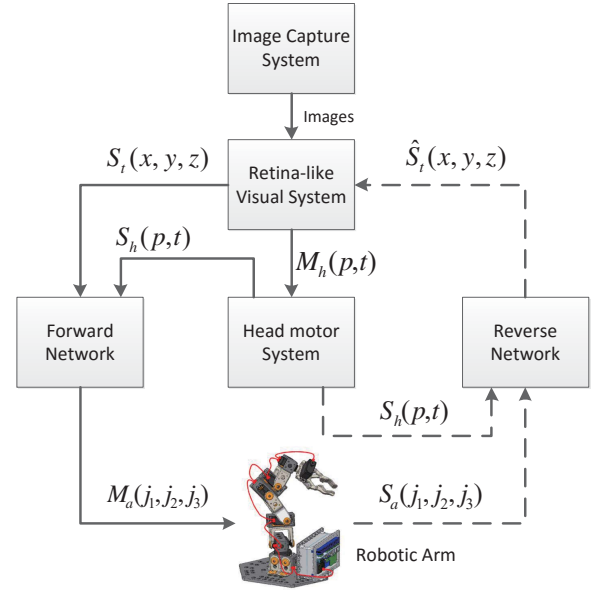 Image Capture
System
Images
S_t(x, y, z)
Ŝ_t(x, y, z)
Retina-like
Visual System
S_h(p,t)
M_h(p,t)
Forward
Network
Head motor
System
Reverse
Network
S_h(p,t)
M_a(j_1, j_2, j_3)
S_a(j_1, j_2, j_3)
Robotic Arm